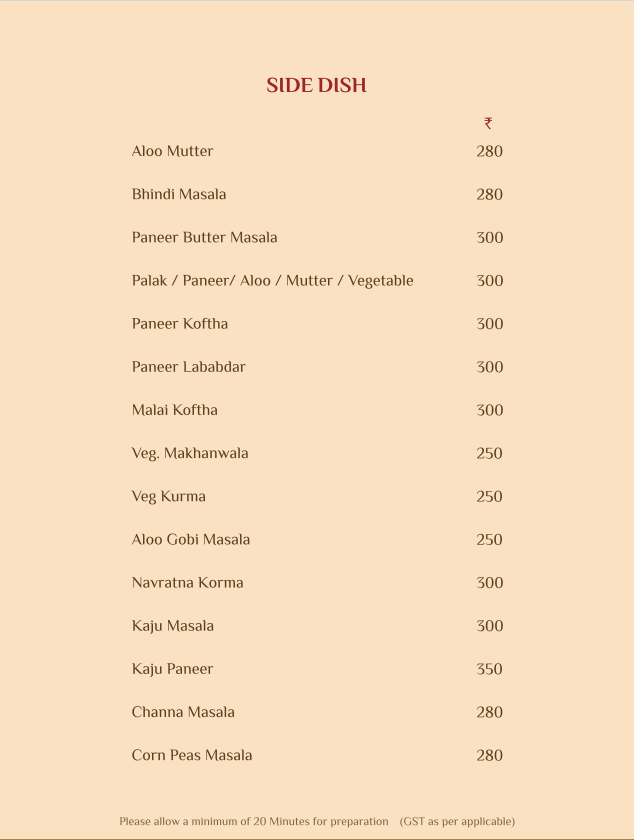 SIDE DISH
₹
Aloo Mutter 280
Bhindi Masala 280
Paneer Butter Masala 300
Palak / Paneer/ Aloo / Mutter / Vegetable 300
Paneer Koftha 300
Paneer Lababdar 300
Malai Koftha 300
Veg. Makhanwala 250
Veg Kurma 250
Aloo Gobi Masala 250
Navratna Korma 300
Kaju Masala 300
Kaju Paneer 350
Channa Masala 280
Corn Peas Masala 280
Please allow a minimum of 20 Minutes for preparation (GST as per applicable)